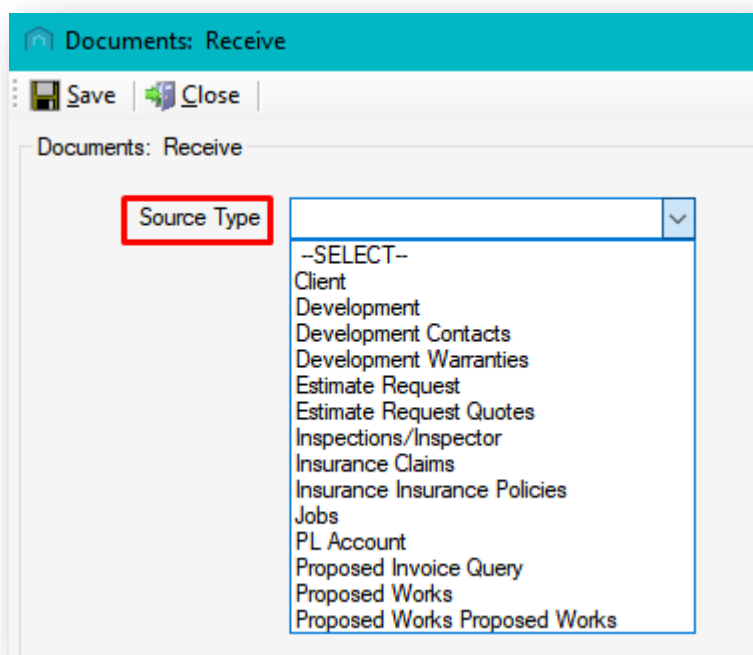 Documents: Receive
Save Close
Documents: Receive
Source Type
--SELECT--
Client
Development
Development Contacts
Development Warranties
Estimate Request
Estimate Request Quotes
Inspections/Inspector
Insurance Claims
Insurance Insurance Policies
Jobs
PL Account
Proposed Invoice Query
Proposed Works
Proposed Works Proposed Works